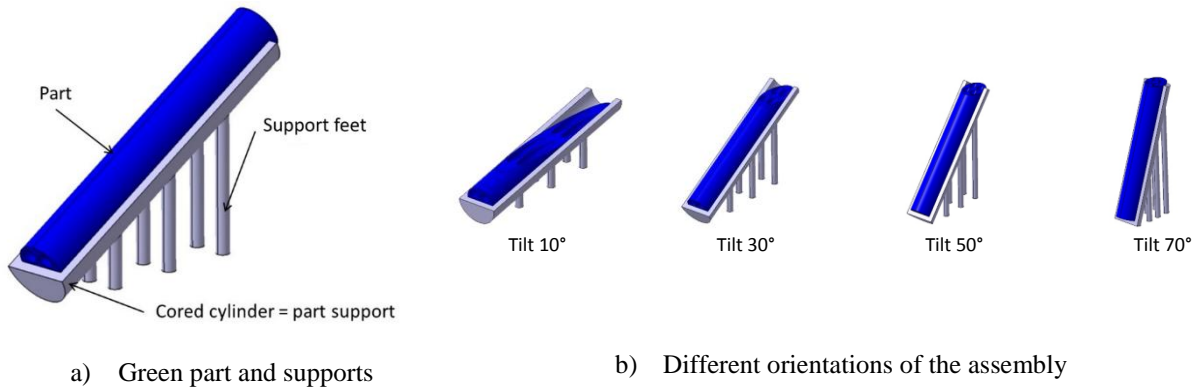 Part
Support feet
Cored cylinder = part support
Tilt 10°
Tilt 30°
Tilt 50°
Tilt 70°
a) Green part and supports
b) Different orientations of the assembly